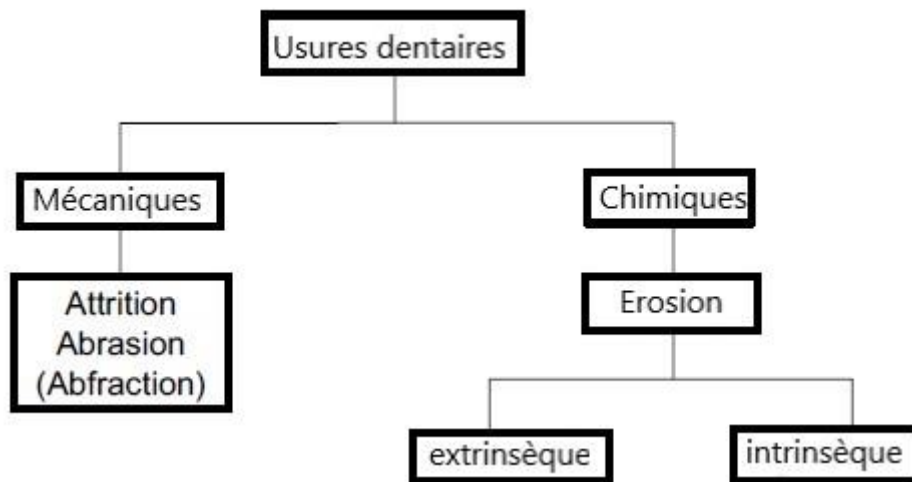 Usures dentaires
Mécaniques
Chimiques
Attrition
Abrasion
(Abfraction)
Erosion
extrinsèque
intrinsèque